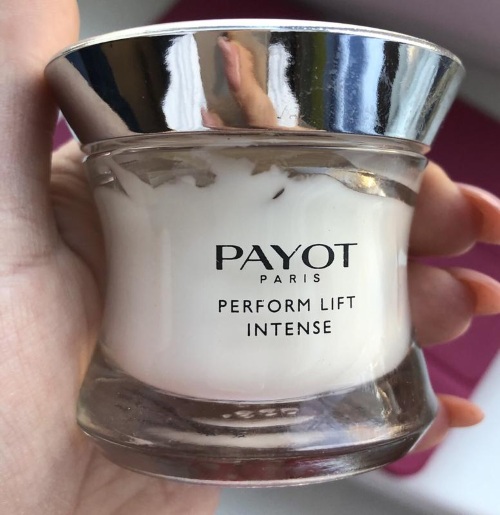 PAYOT
PARIS
PERFORM LIFT
INTENSE